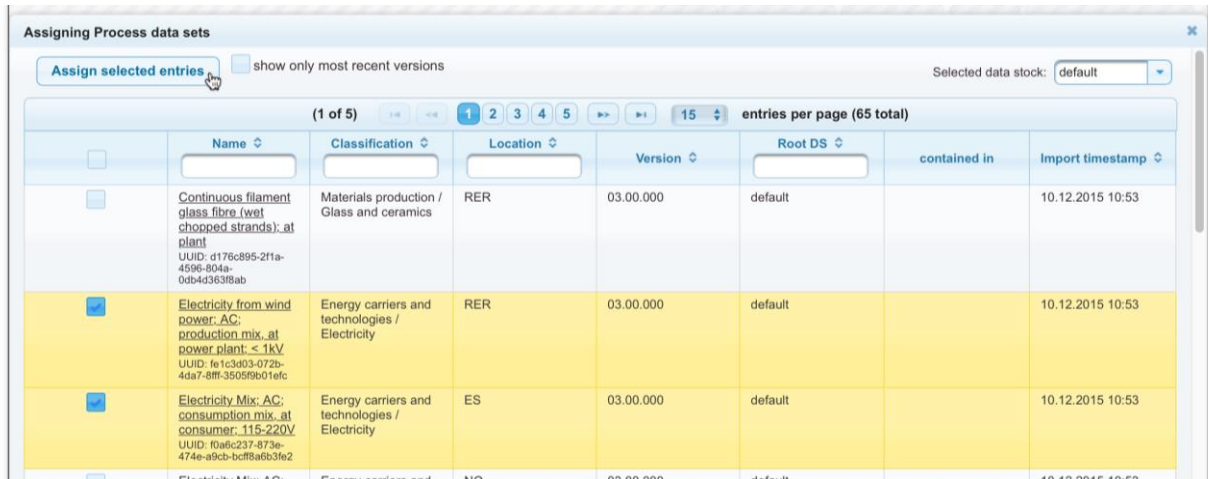 Assigning Process data sets
Assign selected entries
show only most recent versions
Selected data stock: default
(1 of 5) 1 2 3 4 5 15 entries per page (65 total)
Name Classification Location Version Root DS contained in Import timestamp
Continuous filament
glass fibre (wet
chopped strands); at
plant
UUID: d176c895-2f1a-
4596-804a-
0db4d363f8ab
Materials production /
Glass and ceramics
RER
03.00.000
default
10.12.2015 10:53
Electricity from wind
power; AC;
production mix, at
power plant; < 1kV
UUID: fe1c3d03-072b-
4da7-8fff-3505f9b01efc
Energy carriers and
technologies /
Electricity
RER
03.00.000
default
10.12.2015 10:53
Electricity Mix; AC;
consumption mix, at
consumer; 115-220V
UUID: f0a6c237-873e-
474e-a9cb-bcff8a6b3fe2
Energy carriers and
technologies /
Electricity
ES
03.00.000
default
10.12.2015 10:53